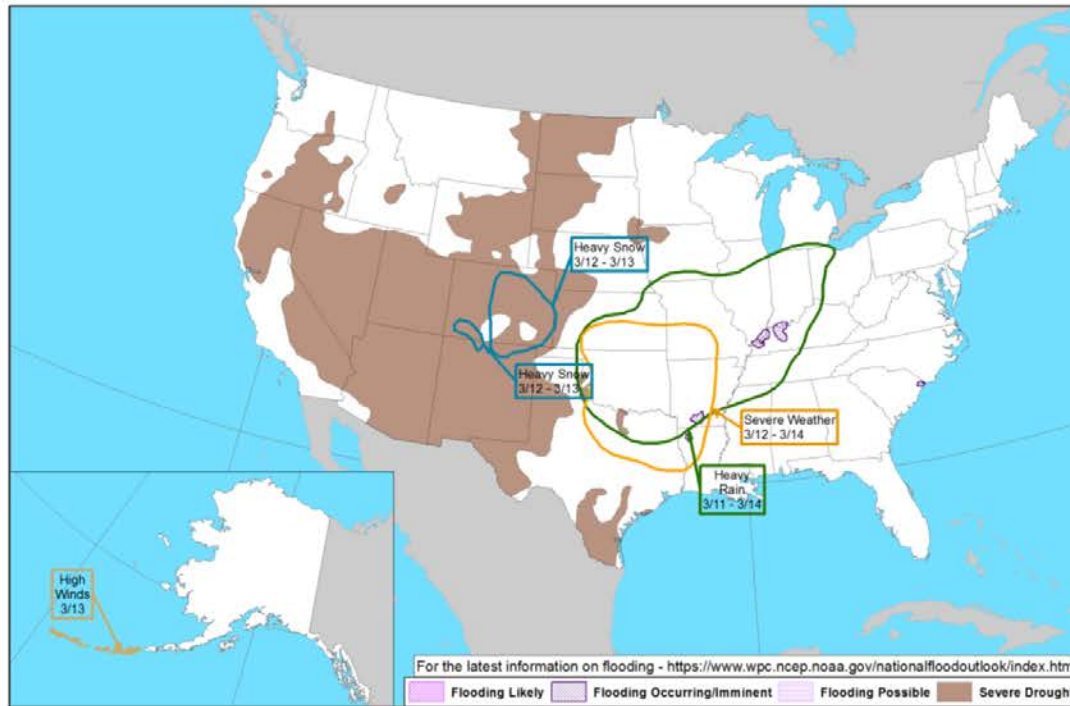 Heavy Snow
3/12 - 3/13
Heavy Snow
3/12 - 3/13
Severe Weather
3/12 - 3/14
Heavy
Rain
3/11 - 3/14
High
Winds
3/13
For the latest information on flooding - https://www.wpc.ncep.noaa.gov/nationalfloodoutlook/index.htm
Flooding Likely
Flooding Occurring/Imminent
Flooding Possible
Severe Drough